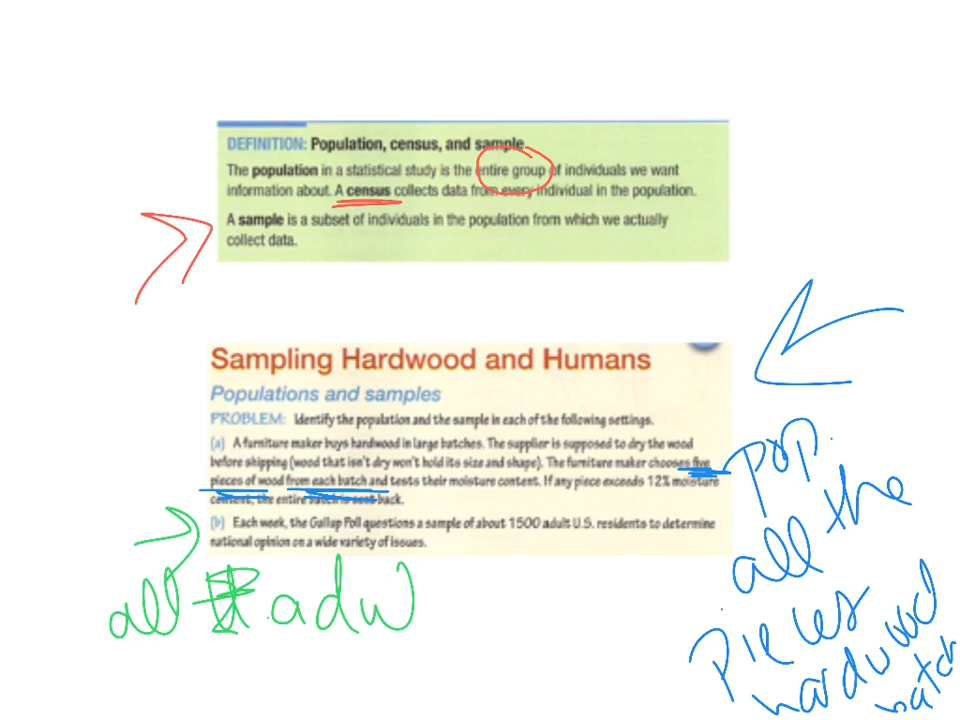 DEFINITION: Population, census, and sample
The population in a statistical study is the entire group of individuals we want
information about. A census collects data from every individual in the population.
A sample is a subset of individuals in the population from which we actually
collect data.
Sampling Hardwood and Humans
Populations and samples
PROBLEM: Identify the population and the sample in each of the following settings.
(a) A furniture maker buys hardwood in large batches. The supplier is supposed to dry the wood
before shipping (wood that isn't dry won't hold its size and shape). The furniture maker chooses five
pieces of wood from each batch and tests their moisture content. If any piece exceeds 12% moisture
content, the entire batch is sent back.
(b) Each week, the Gallup Poll questions a sample of about 1500 adult U.S. residents to determine
national opinion on a wide variety of issues.
pop.
all the
pieces
hardwood
batch
all adu